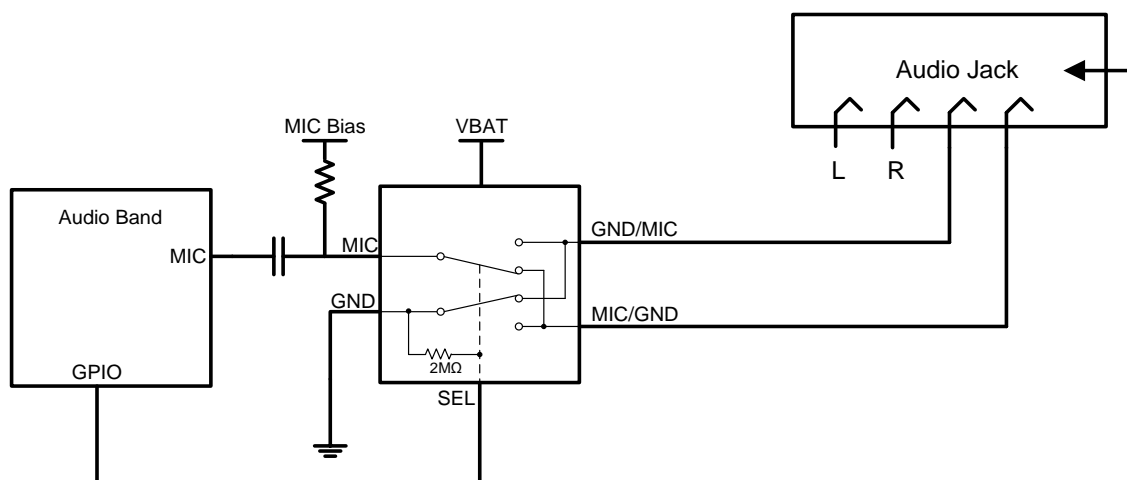 Audio Jack
L
R
MIC Bias
VBAT
Audio Band
MIC
MIC
GND/MIC
GND
MIC/GND
2MΩ
GPIO
SEL